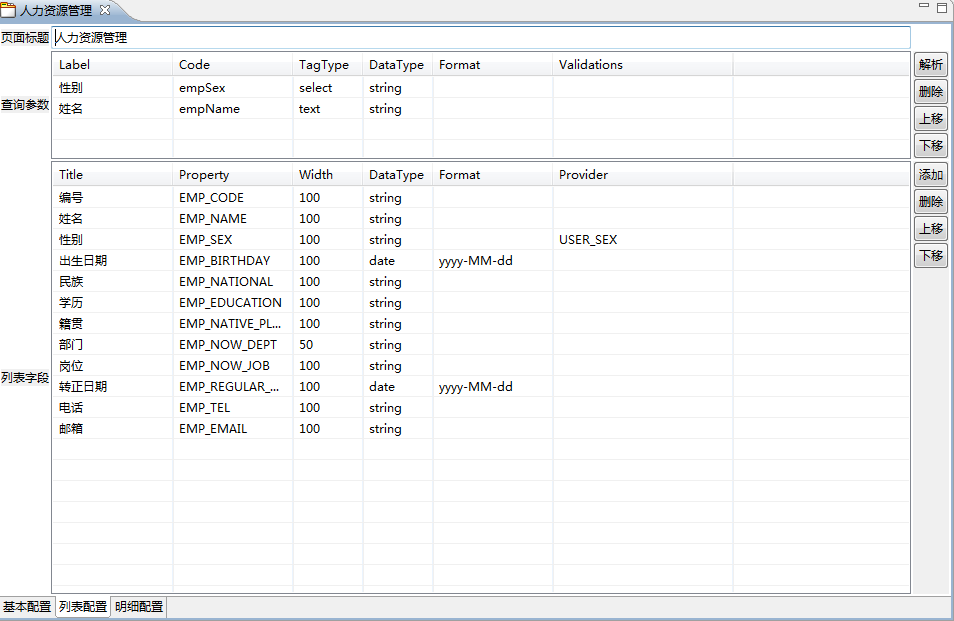 人力资源管理
页面标题 人力资源管理
Label Code TagType DataType Format Validations
性别 empSex select string
查询参数
姓名 empName text string
解析
删除
上移
下移
Title Property Width DataType Format Provider
编号 EMP_CODE 100 string
姓名 EMP_NAME 100 string
性别 EMP_SEX 100 string USER_SEX
出生日期 EMP_BIRTHDAY 100 date yyyy-MM-dd
民族 EMP_NATIONAL 100 string
学历 EMP_EDUCATION 100 string
籍贯 EMP_NATIVE_PL... 100 string
部门 EMP_NOW_DEPT 50 string
岗位 EMP_NOW_JOB 100 string
列表字段
转正日期 EMP_REGULAR_... 100 date yyyy-MM-dd
电话 EMP_TEL 100 string
邮箱 EMP_EMAIL 100 string
添加
删除
上移
下移
基本配置 列表配置 明细配置